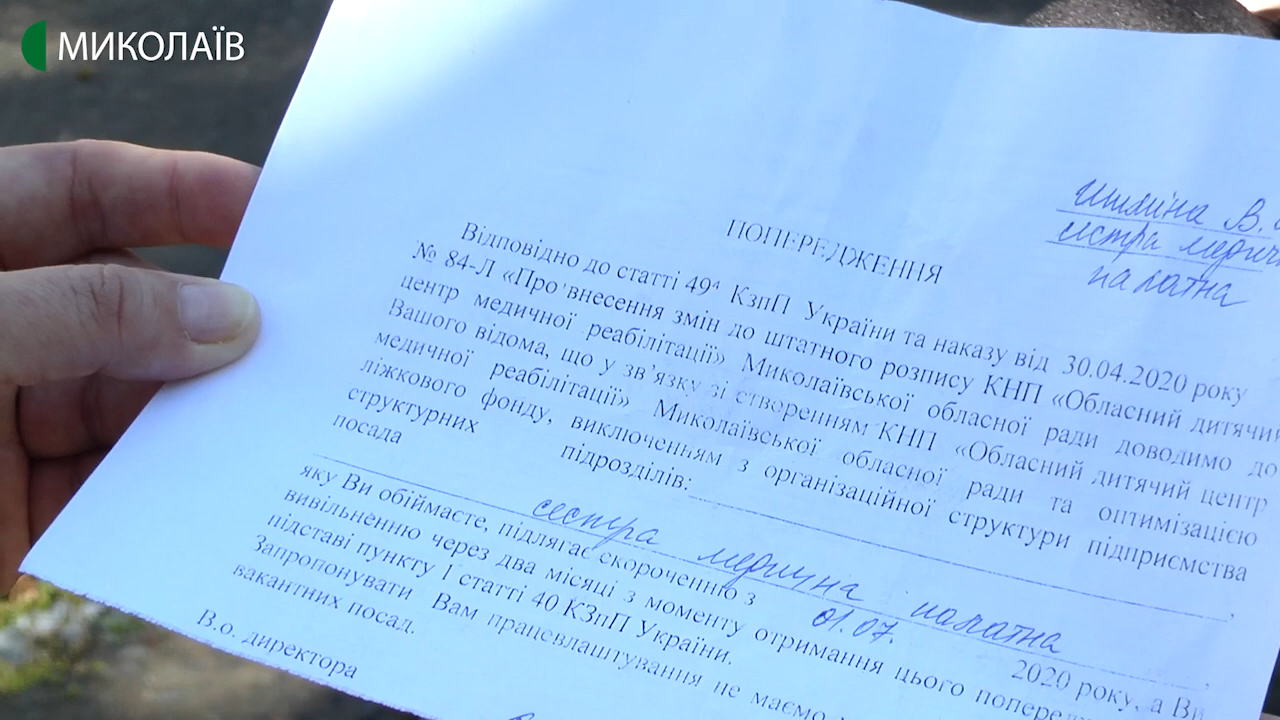 МИКОЛАЇВ
В.
сестра медичн
палатна
ПОПЕРЕДЖЕННЯ
Відповідно до статті 49⁴ КзпП України та наказу від 30.04.2020 року
№ 84-Л «Про внесення змін до штатного розпису КНП «Обласний дитячий
центр медичної реабілітації» Миколаївської обласної ради доводимо до
Вашого відома, що у зв’язку зі створенням КНП «Обласний дитячий центр
медичної реабілітації» Миколаївської обласної ради та оптимізацією
ліжкового фонду, виключенням з організаційної структури підприємства
структурних підрозділів:
посада сестра медична палатна,
яку Ви обіймаєте, підлягає скороченню з 01.07. 2020 року, а Ви
вивільненню через два місяці з моменту отримання цього попередж
підставі пункту 1 статті 40 КЗпП України.
Запропонувати Вам працевлаштування не маємо
вакантних посад.
В.о. директора